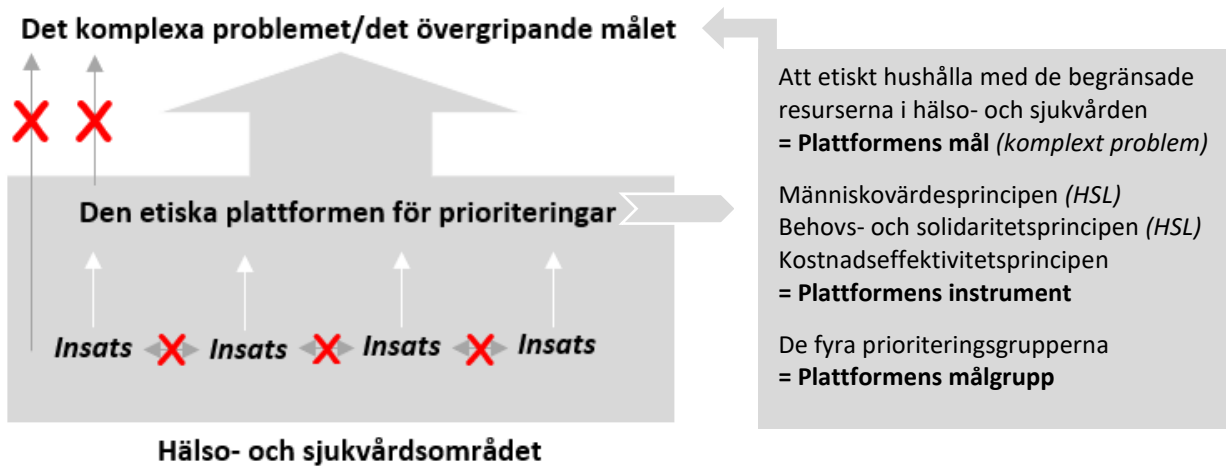 Det komplexa problemet/det övergripande målet
Den etiska plattformen för prioriteringar
Insats Insats Insats Insats
Hälso- och sjukvårdsområdet
Att etiskt hushålla med de begränsade
resurserna i hälso- och sjukvården
= Plattformens mål (komplext problem)
Människovärdesprincipen (HSL)
Behovs- och solidaritetsprincipen (HSL)
Kostnadseffektivitetsprincipen
= Plattformens instrument
De fyra prioriteringsgrupperna
= Plattformens målgrupp